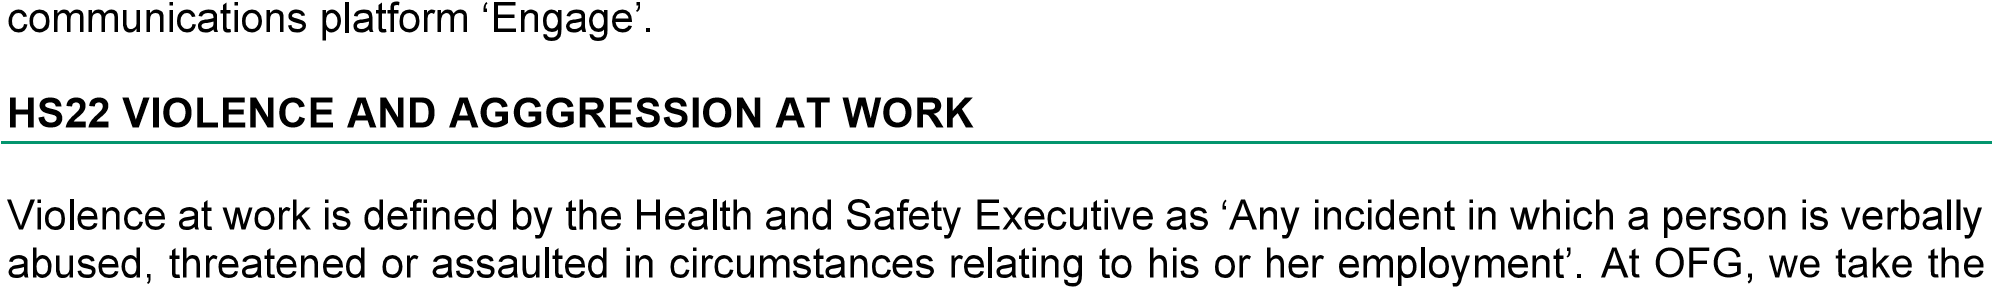 communications platform ‘Engage’.
HS22 VIOLENCE AND AGGGRESSION AT WORK
Violence at work is defined by the Health and Safety Executive as ‘Any incident in which a person is verbally
abused, threatened or assaulted in circumstances relating to his or her employment’. At OFG, we take the